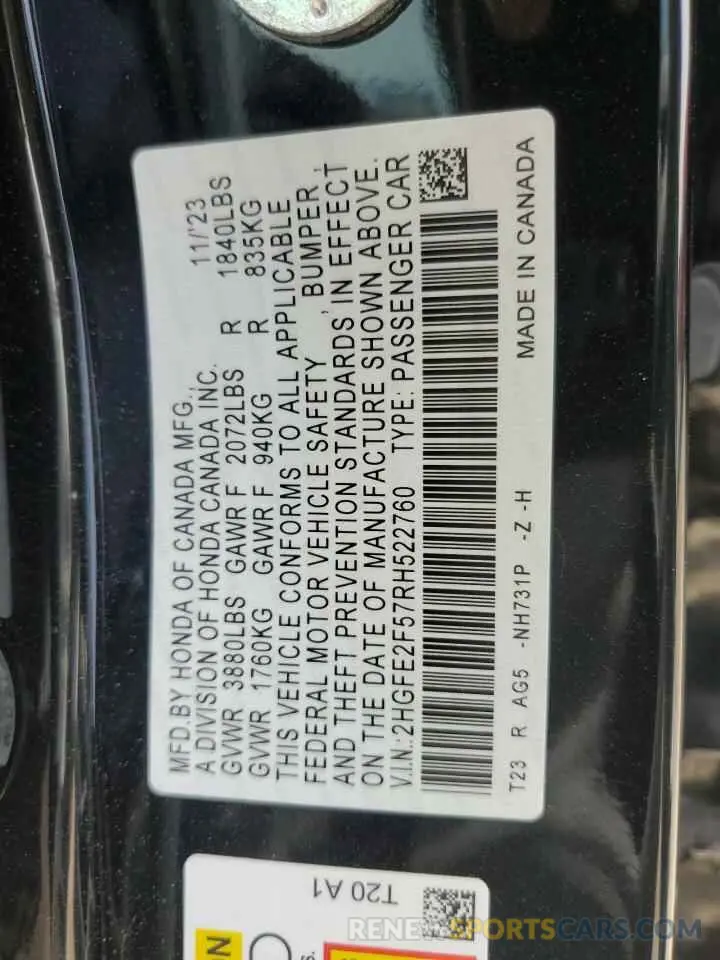 MFD.BY HONDA OF CANADA MFG.,
A DIVISION OF HONDA CANADA INC. 11/'23
GVWR 3880LBS GAWR F 2072LBS R 1840LBS
GVWR 1760KG GAWR F 940KG R 835KG
THIS VEHICLE CONFORMS TO ALL APPLICABLE
FEDERAL MOTOR VEHICLE SAFETY, BUMPER,
AND THEFT PREVENTION STANDARDS IN EFFECT
ON THE DATE OF MANUFACTURE SHOWN ABOVE.
V.I.N.:2HGFE2F57RH522760 TYPE: PASSENGER CAR
T23 R AG5 -NH731P -Z -H MADE IN CANADA
T20 A1
RENEWSPORTSCARS.COM